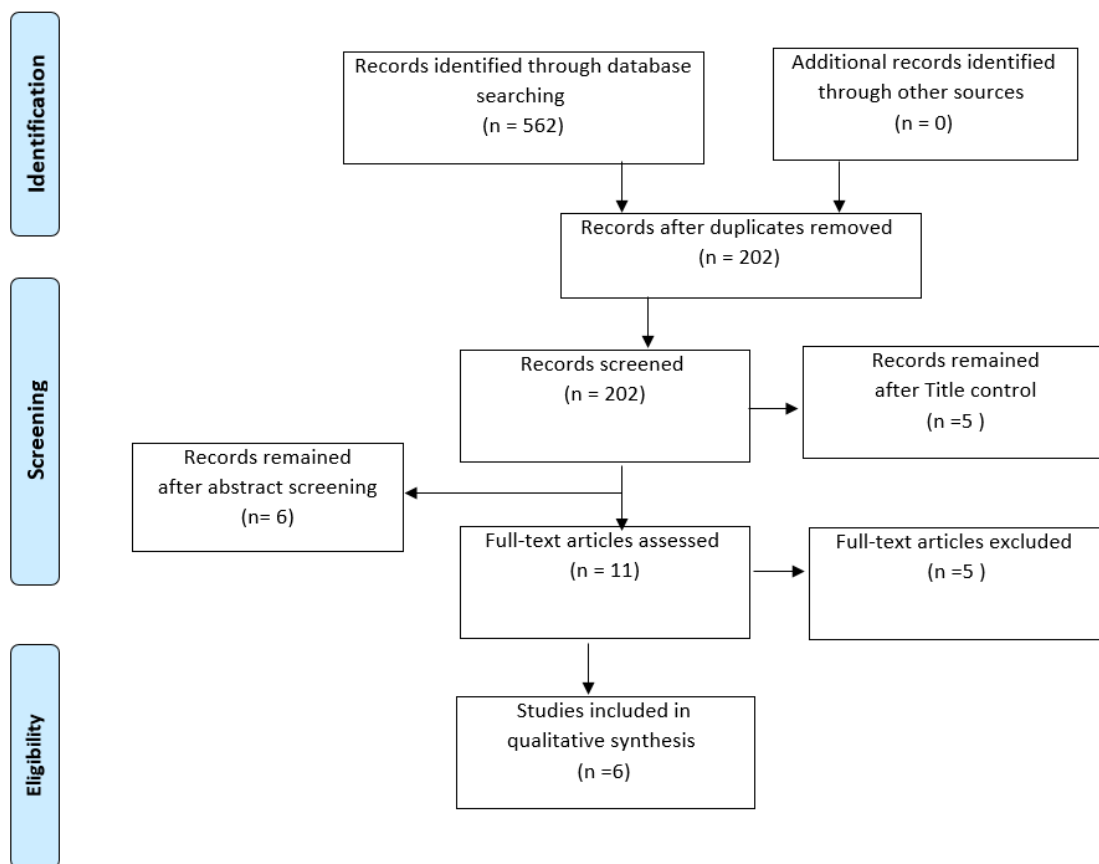 Identification
Records identified through database
searching
(n = 562)
Additional records identified
through other sources
(n = 0)
Records after duplicates removed
(n = 202)
Screening
Records screened
(n = 202)
Records remained
after Title control
(n =5 )
Records remained
after abstract screening
(n= 6)
Full-text articles assessed
(n = 11)
Full-text articles excluded
(n =5 )
Eligibility
Studies included in
qualitative synthesis
(n =6)